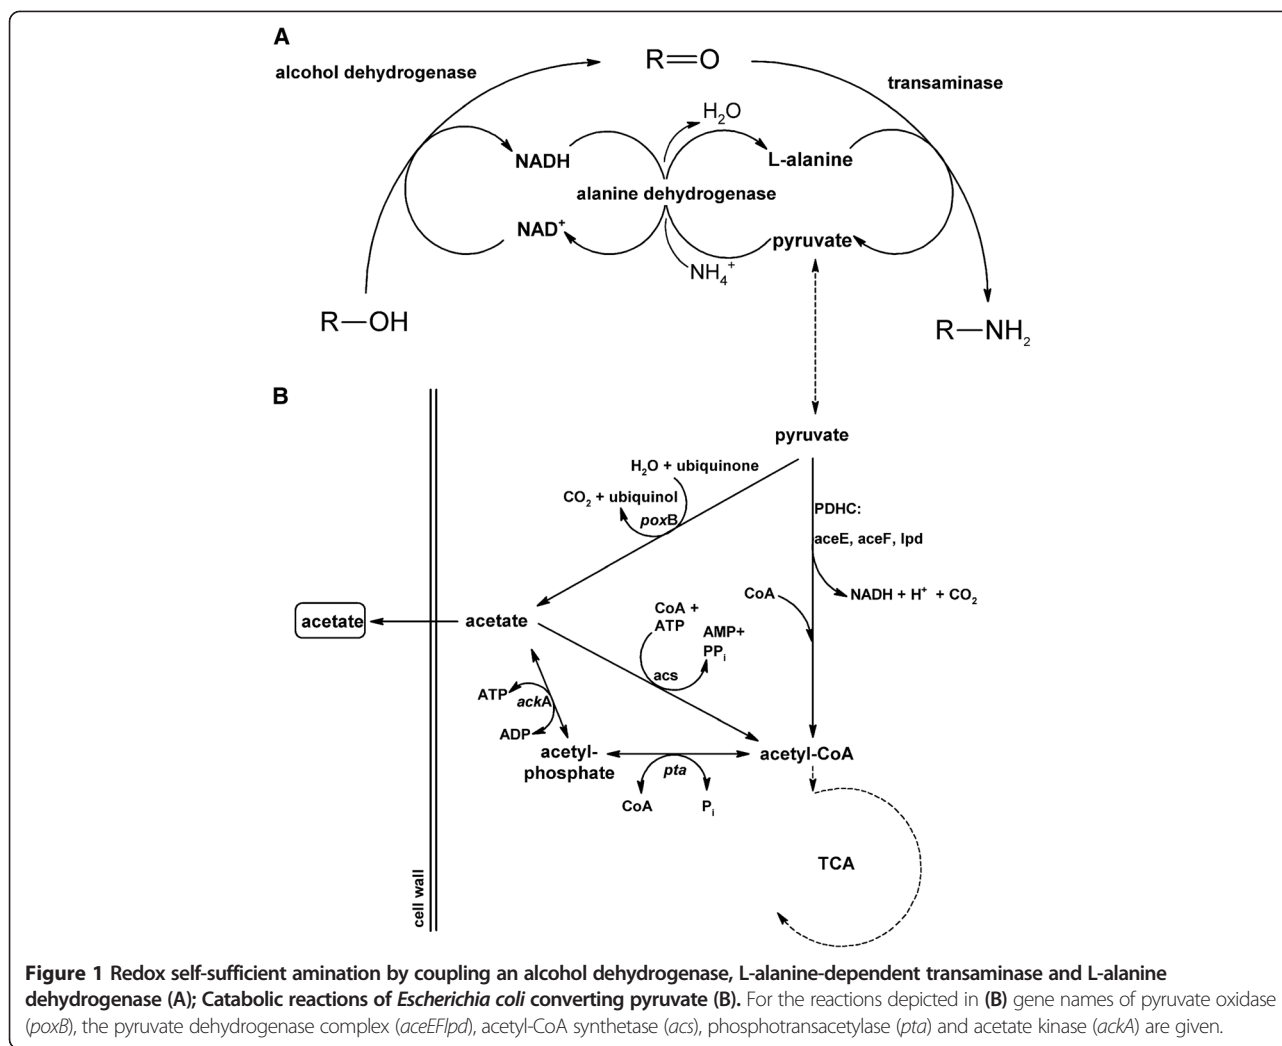 A
alcohol dehydrogenase
R=O
transaminase
H₂O
NADH
L-alanine
alanine dehydrogenase
NAD⁺
pyruvate
NH₄⁺
R—OH
R—NH₂
B
pyruvate
H₂O + ubiquinone
CO₂ + ubiquinol
poxB
PDHC:
aceE, aceF, lpd
CoA
NADH + H⁺ + CO₂
acetate
acetate
CoA +
ATP
AMP+
PPᵢ
acs
ATP
ackA
ADP
acetyl-
phosphate
pta
acetyl-CoA
CoA
Pᵢ
TCA
cell wall
Figure 1 Redox self-sufficient amination by coupling an alcohol dehydrogenase, L-alanine-dependent transaminase and L-alanine
dehydrogenase (A); Catabolic reactions of Escherichia coli converting pyruvate (B). For the reactions depicted in (B) gene names of pyruvate oxidase
(poxB), the pyruvate dehydrogenase complex (aceEFlpd), acetyl-CoA synthetase (acs), phosphotransacetylase (pta) and acetate kinase (ackA) are given.